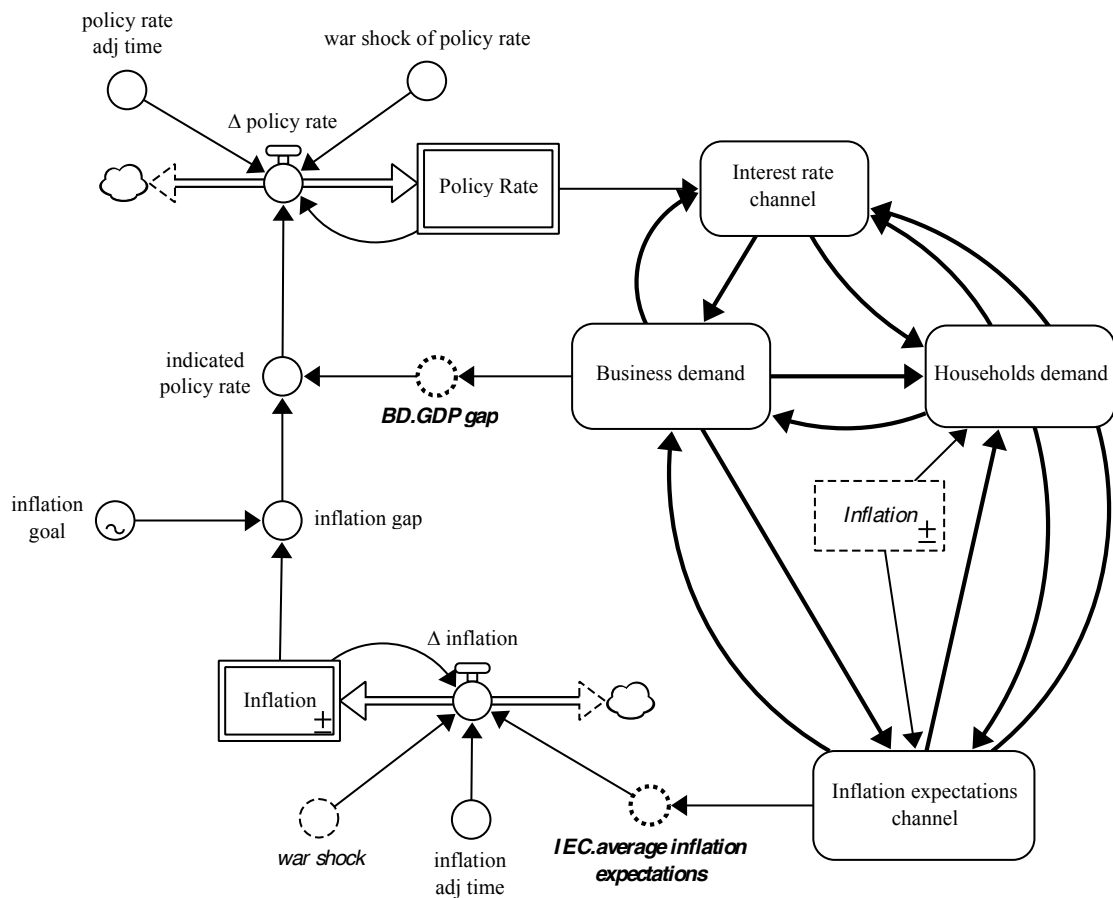 policy rate
adj time
war shock of policy rate
Δ policy rate
Policy Rate
Interest rate
channel
indicated
policy rate
BD.GDP gap
Business demand
Households demand
inflation
goal
inflation gap
Inflation
±
Δ inflation
Inflation
±
war shock
inflation
adj time
IEC.average inflation
expectations
Inflation expectations
channel